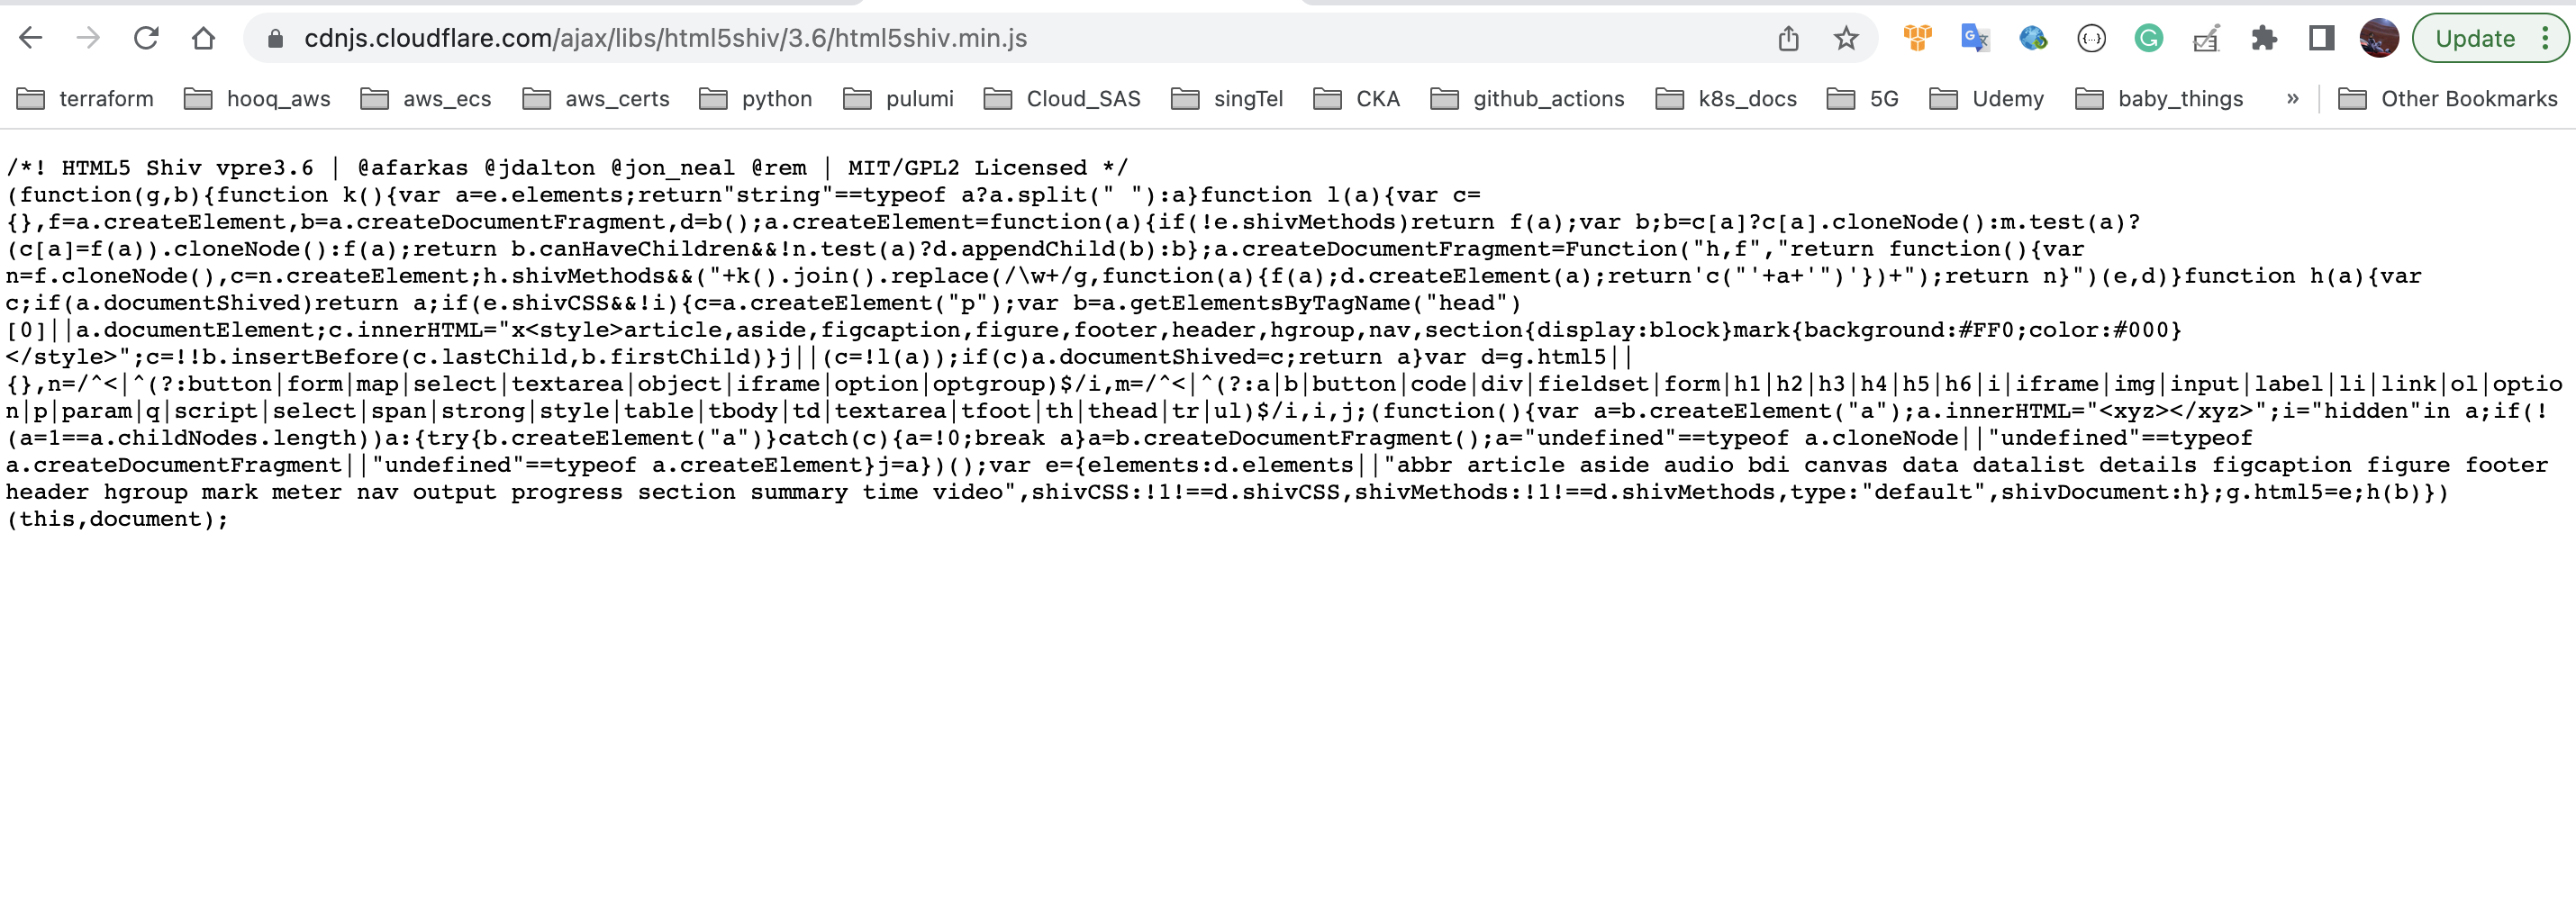 cdnjs.cloudflare.com/ajax/libs/html5shiv/3.6/html5shiv.min.js
Update
terraform hooq_aws aws_ecs aws_certs python pulumi Cloud_SAS singTel CKA github_actions k8s_docs 5G Udemy baby_things » Other Bookmarks
/*! HTML5 Shiv vpre3.6 | @afarkas @jdalton @jon_neal @rem | MIT/GPL2 Licensed */
(function(g,b){function k(){var a=e.elements;return"string"==typeof a?a.split(" "):a}function l(a){var c=
{},f=a.createElement,b=a.createDocumentFragment,d=b();a.createElement=function(a){if(!e.shivMethods)return f(a);var b;b=c[a]?c[a].cloneNode():m.test(a)?
(c[a]=f(a)).cloneNode():f(a);return b.canHaveChildren&&!n.test(a)?d.appendChild(b):b};a.createDocumentFragment=Function("h,f","return function(){var
n=f.cloneNode(),c=n.createElement;h.shivMethods&&("+k().join().replace(/\w+/g,function(a){f(a);d.createElement(a);return'c("'+a+'")'})+");return n}")(e,d)}function h(a){var
c;if(a.documentShived)return a;if(e.shivCSS&&!i){c=a.createElement("p");var b=a.getElementsByTagName("head")
[0]||a.documentElement;c.innerHTML="x<style>article,aside,figcaption,figure,footer,header,hgroup,nav,section{display:block}mark{background:#FF0;color:#000}
</style>";c=!!b.insertBefore(c.lastChild,b.firstChild)}j||(c=!l(a));if(c)a.documentShived=c;return a}var d=g.html5||
{},n=/^<|^(?:button|form|map|select|textarea|object|iframe|option|optgroup)$/i,m=/^<|^(?:a|b|button|code|div|fieldset|form|h1|h2|h3|h4|h5|h6|i|iframe|img|input|label|li|link|ol|optio
n|p|param|q|script|select|span|strong|style|table|tbody|td|textarea|tfoot|th|thead|tr|ul)$/i,i,j;(function(){var a=b.createElement("a");a.innerHTML="<xyz></xyz>";i="hidden"in a;if(!
(a=1==a.childNodes.length))a:{try{b.createElement("a")}catch(c){a=!0;break a}a=b.createDocumentFragment();a="undefined"==typeof a.cloneNode||"undefined"==typeof
a.createDocumentFragment||"undefined"==typeof a.createElement}j=a})();var e={elements:d.elements||"abbr article aside audio bdi canvas data datalist details figcaption figure footer
header hgroup mark meter nav output progress section summary time video",shivCSS:!1!==d.shivCSS,shivMethods:!1!==d.shivMethods,type:"default",shivDocument:h};g.html5=e;h(b)})
(this,document);